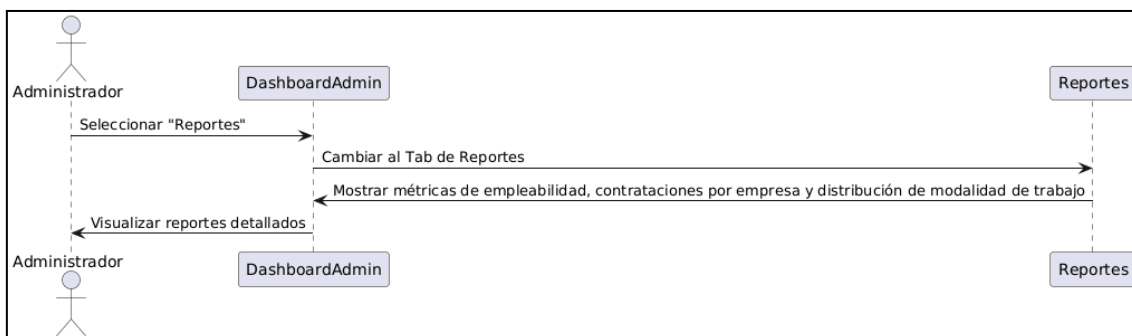 Administrador
DashboardAdmin
Reportes
Seleccionar "Reportes"
Cambiar al Tab de Reportes
Mostrar métricas de empleabilidad, contrataciones por empresa y distribución de modalidad de trabajo
Visualizar reportes detallados
Administrador
DashboardAdmin
Reportes